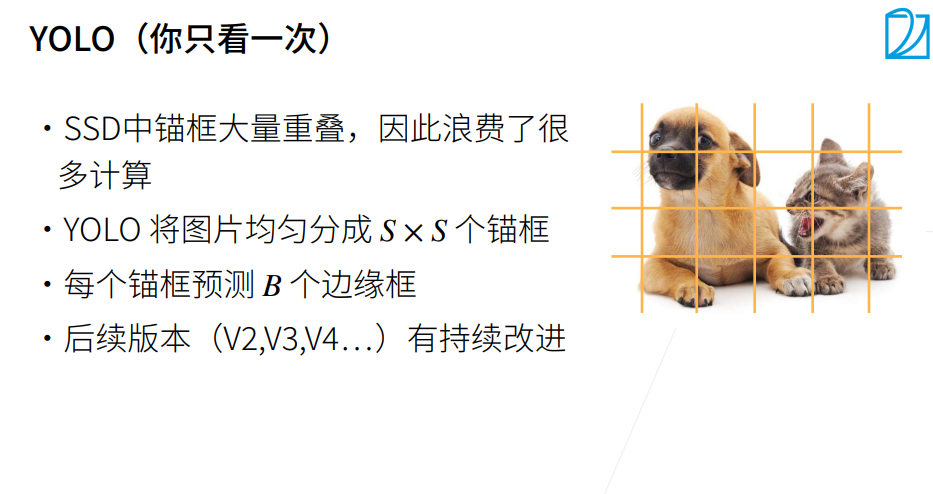 YOLO（你只看一次）
• SSD中锚框大量重叠，因此浪费了很
多计算
• YOLO 将图片均匀分成 S × S 个锚框
• 每个锚框预测 B 个边缘框
• 后续版本（V2,V3,V4…）有持续改进